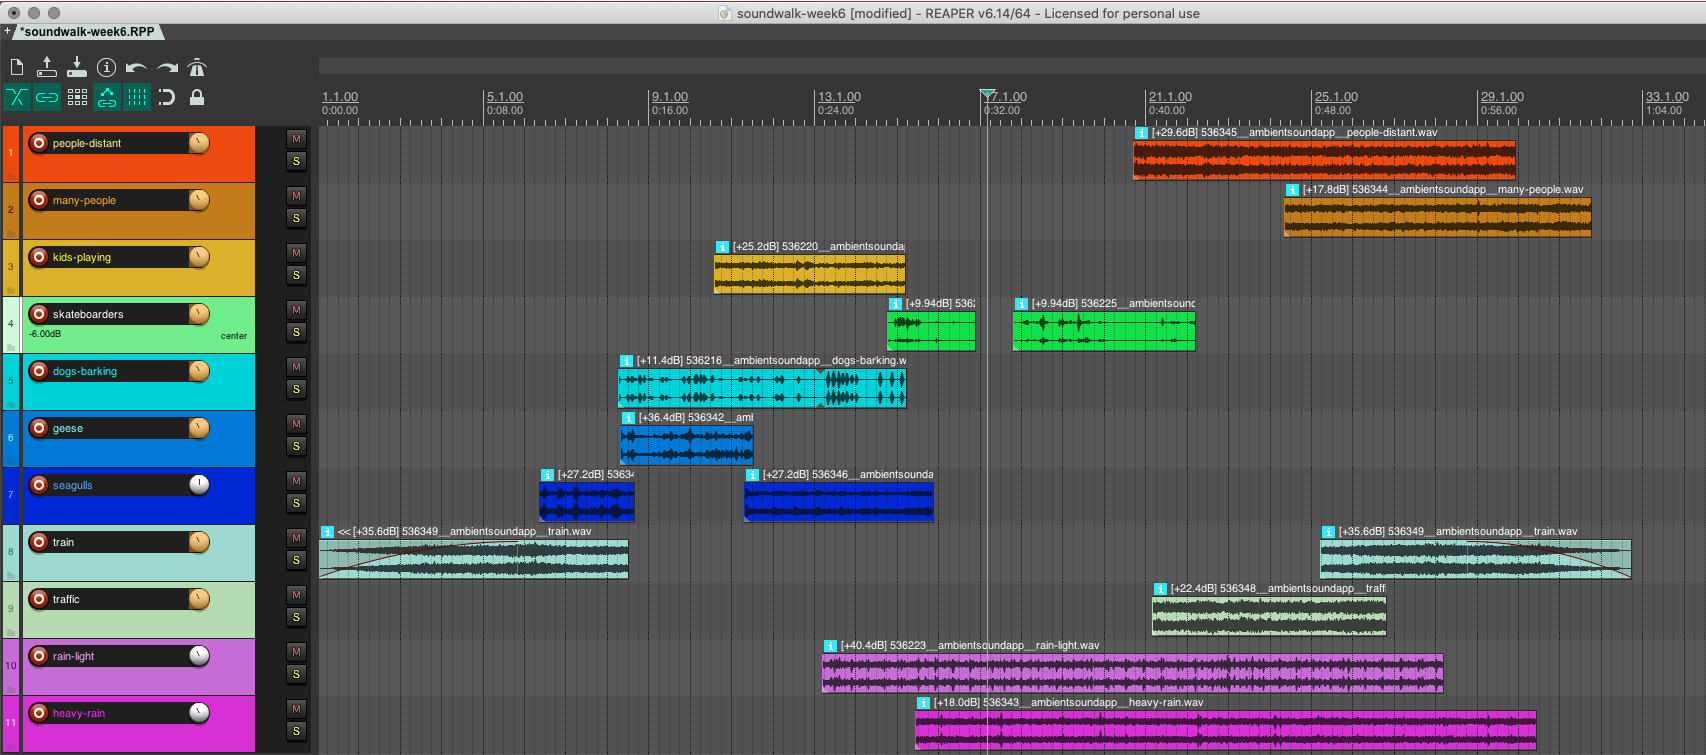 soundwalk-week6 [modified] - REAPER v6.14/64 - Licensed for personal use
+ *soundwalk-week6.RPP
1.1.00 5.1.00 9.1.00 13.1.00 7.1.00 21.1.00 25.1.00 29.1.00 33.1.00
0:00.00 0:08.00 0:16.00 0:24.00 0:32.00 0:40.00 0:48.00 0:56.00 1:04.00
1 people-distant M S
i [+29.6dB] 536345__ambientsoundapp__people-distant.wav
2 many-people M S
i [+17.8dB] 536344__ambientsoundapp__many-people.wav
3 kids-playing M S
i [+25.2dB] 536220__ambientsounda
4 skateboarders M S
-6.00dB center
i [+9.94dB] 536 i [+9.94dB] 536225__ambientsound
5 dogs-barking M S
i [+11.4dB] 536216__ambientsoundapp__dogs-barking.w
6 geese M S
i [+36.4dB] 536342__aml
7 seagulls M S
i [+27.2dB] 5363 i [+27.2dB] 536346__ambientsounda
8 train M S
i << [+35.6dB] 536349__ambientsoundapp__train.wav i [+35.6dB] 536349__ambientsoundapp__train.wav
9 traffic M S
i [+22.4dB] 536348__ambientsoundapp__traff
10 rain-light M S
i [+40.4dB] 536223__ambientsoundapp__rain-light.wav
11 heavy-rain M S
i [+18.0dB] 536343__ambientsoundapp__heavy-rain.wav